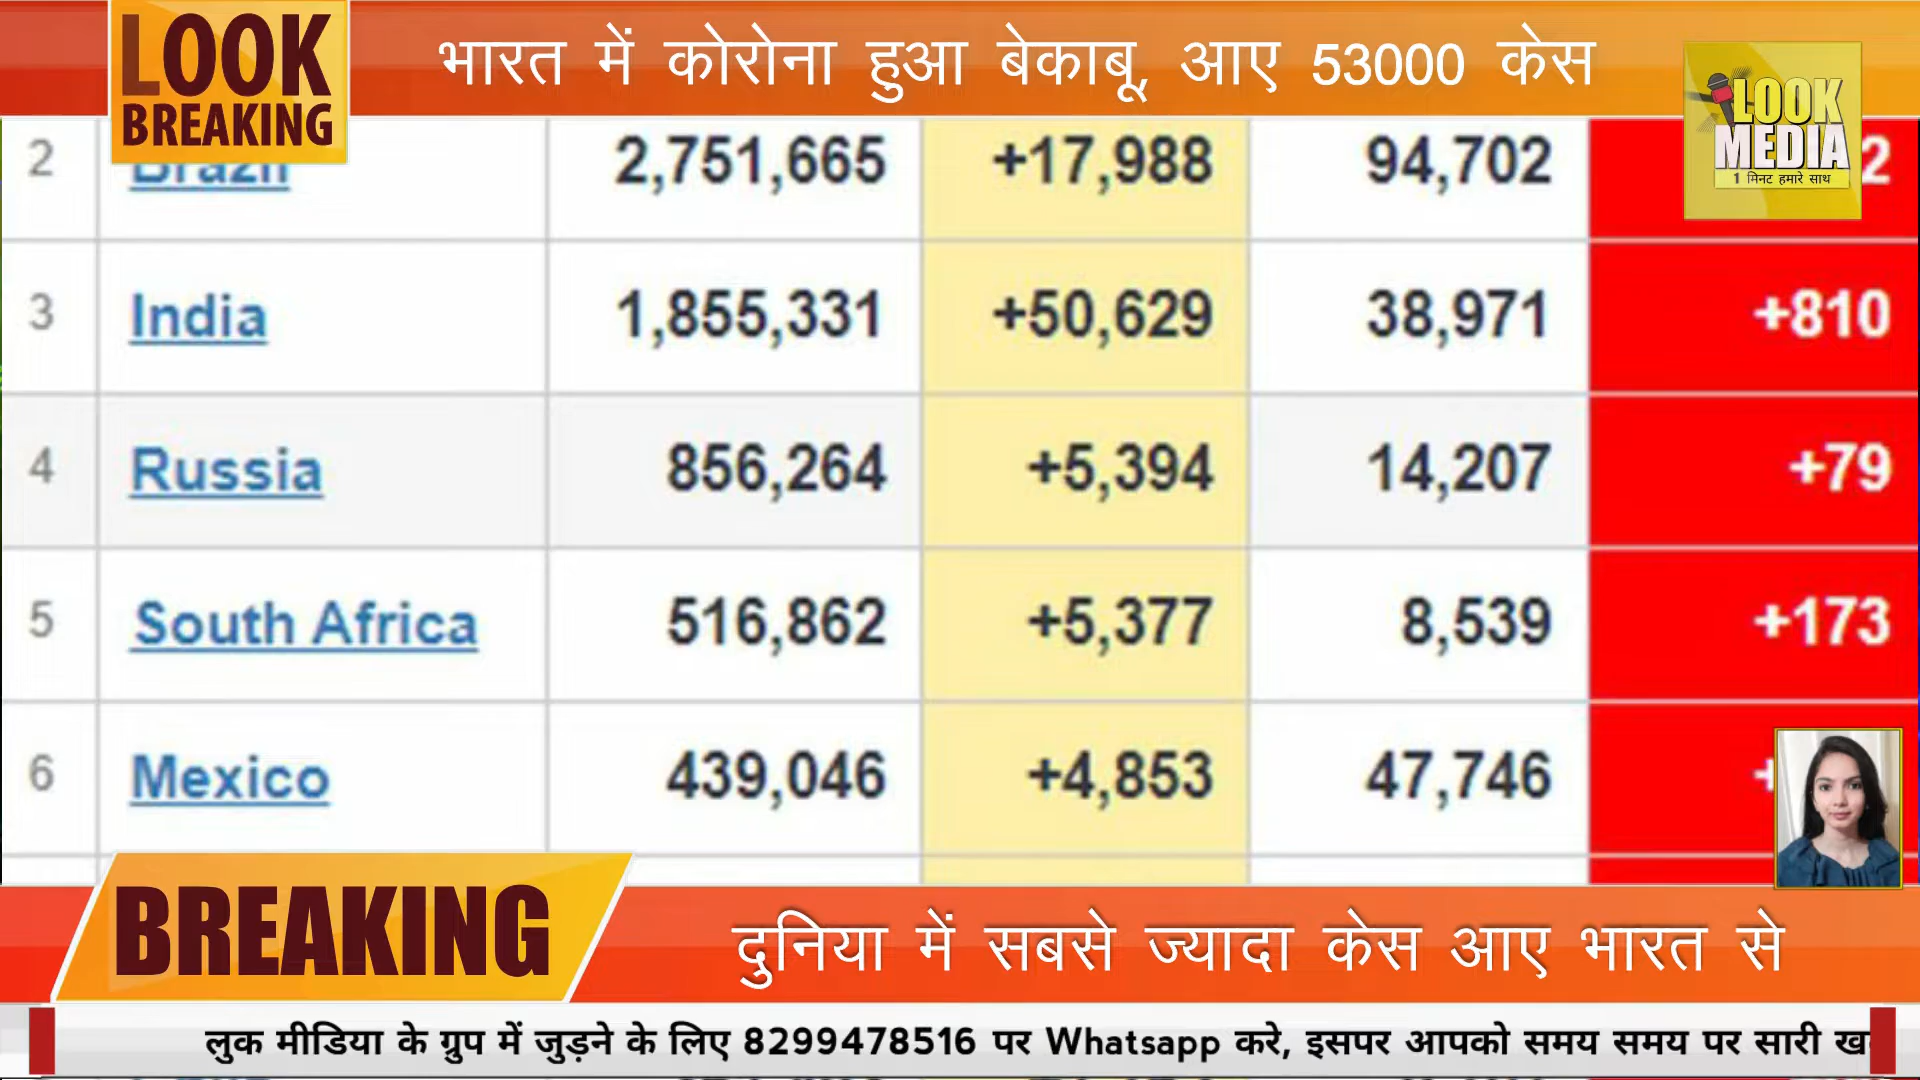 LOOK
BREAKING
भारत में कोरोना हुआ बेकाबू, आए 53000 केस
LOOK
MEDIA
1 मिनट हमारे साथ
2 Brazil 2,751,665 +17,988 94,702 2
3 India 1,855,331 +50,629 38,971 +810
4 Russia 856,264 +5,394 14,207 +79
5 South Africa 516,862 +5,377 8,539 +173
6 Mexico 439,046 +4,853 47,746 +
BREAKING
दुनिया में सबसे ज्यादा केस आए भारत से
लुक मीडिया के ग्रुप में जुड़ने के लिए 8299478516 पर Whatsapp करे, इसपर आपको समय समय पर सारी ख